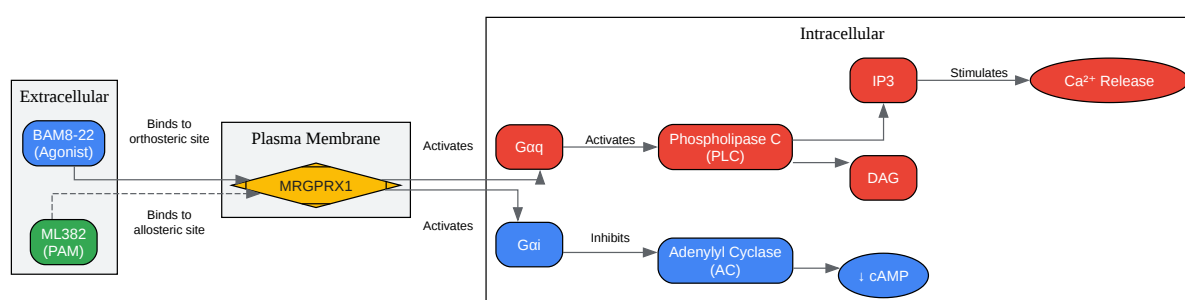 Intracellular
Extracellular
BAM8-22
(Agonist)
ML382
(PAM)
Binds to
orthosteric site
Binds to
allosteric site
Plasma Membrane
MRGPRX1
Activates
Activates
Gαq
Activates
Phospholipase C
(PLC)
IP3
Stimulates
Ca²⁺ Release
DAG
Gαi
Inhibits
Adenylyl Cyclase
(AC)
↓ cAMP